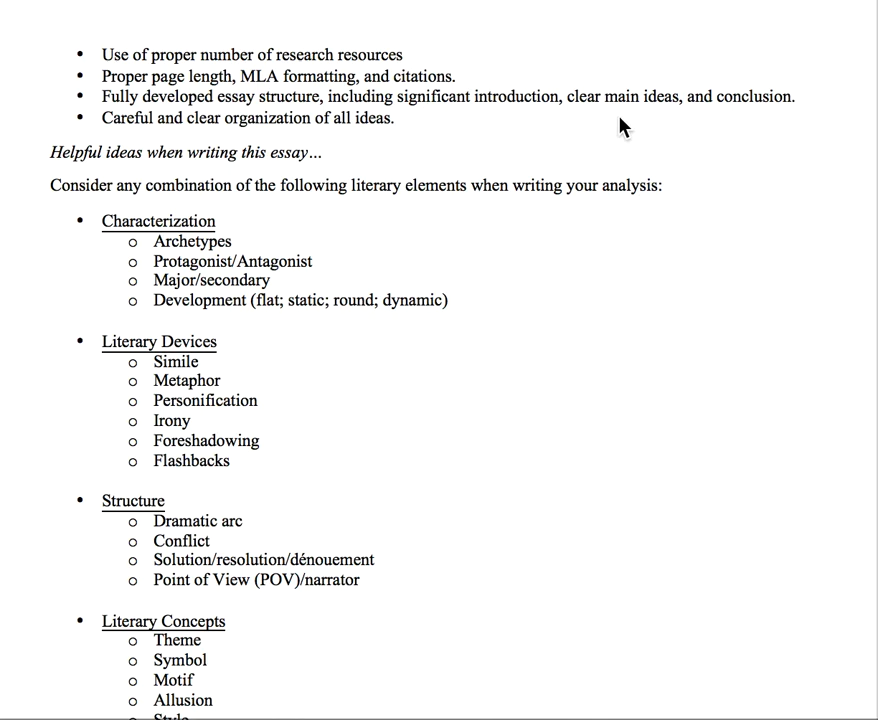 • Use of proper number of research resources
• Proper page length, MLA formatting, and citations.
• Fully developed essay structure, including significant introduction, clear main ideas, and conclusion.
• Careful and clear organization of all ideas.
Helpful ideas when writing this essay…
Consider any combination of the following literary elements when writing your analysis:
• Characterization
o Archetypes
o Protagonist/Antagonist
o Major/secondary
o Development (flat; static; round; dynamic)
• Literary Devices
o Simile
o Metaphor
o Personification
o Irony
o Foreshadowing
o Flashbacks
• Structure
o Dramatic arc
o Conflict
o Solution/resolution/dénouement
o Point of View (POV)/narrator
• Literary Concepts
o Theme
o Symbol
o Motif
o Allusion
o Style